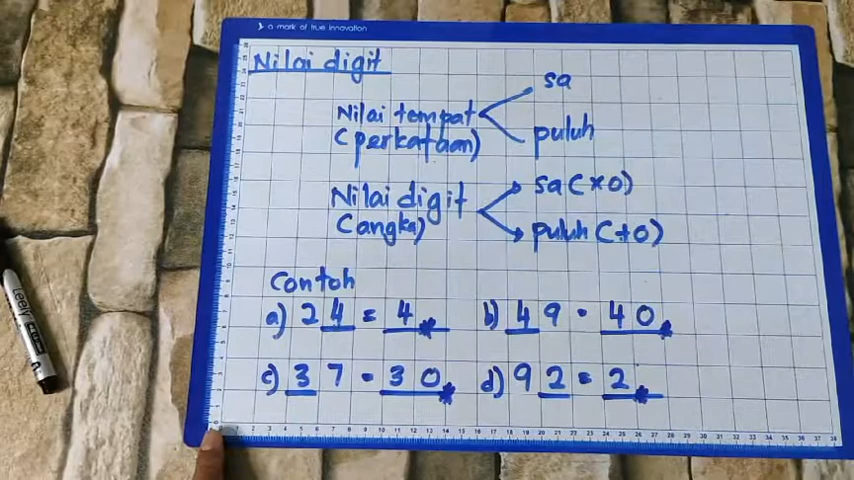 a mark of true innovation
Nilai digit
Nilai tempat
(perkataan)
sa
puluh
Nilai digit
(angka)
sa (×0)
puluh (+0)
Contoh
a) 24 = 4
b) 49 = 40
c) 37 = 30
d) 92 = 2